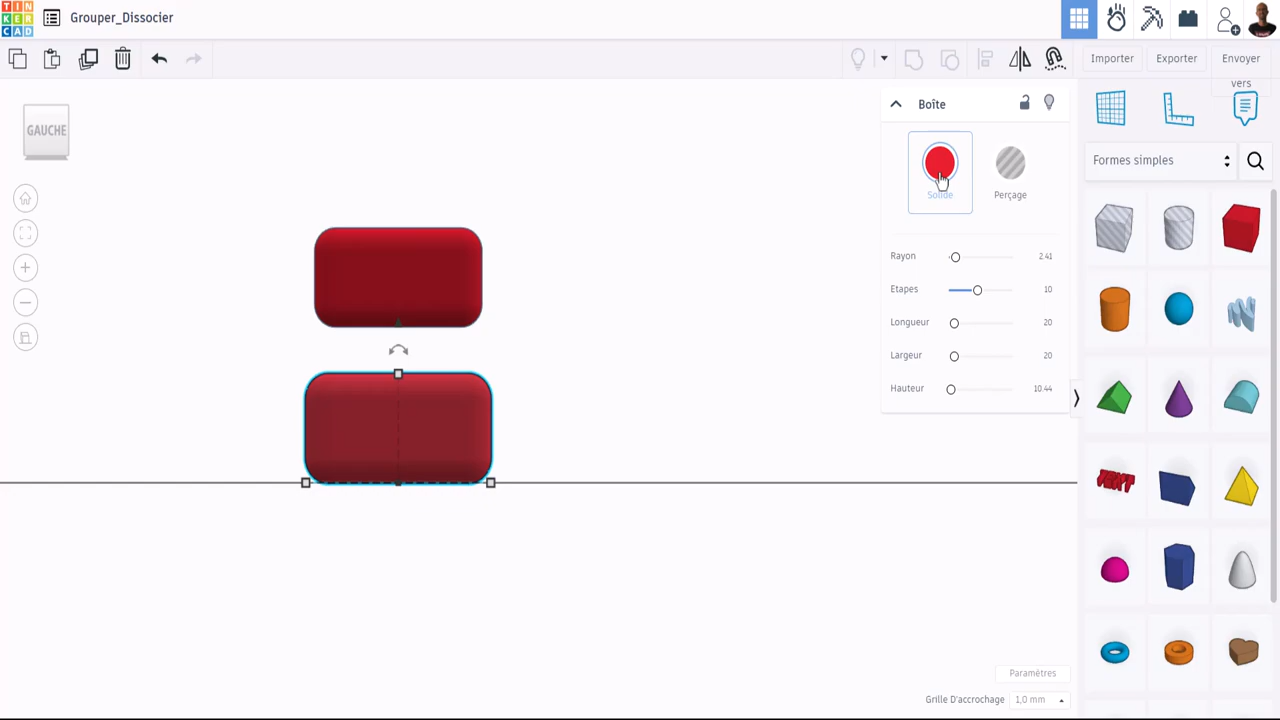 TIN
KER
CAD
Grouper_Dissocier
Importer
Exporter
Envoyer
vers
GAUCHE
Boîte
Solide
Perçage
Formes simples
Rayon
2.41
Etapes
10
Longueur
20
Largeur
20
Hauteur
10.44
TEXT
Paramètres
Grille D'accrochage
1,0 mm